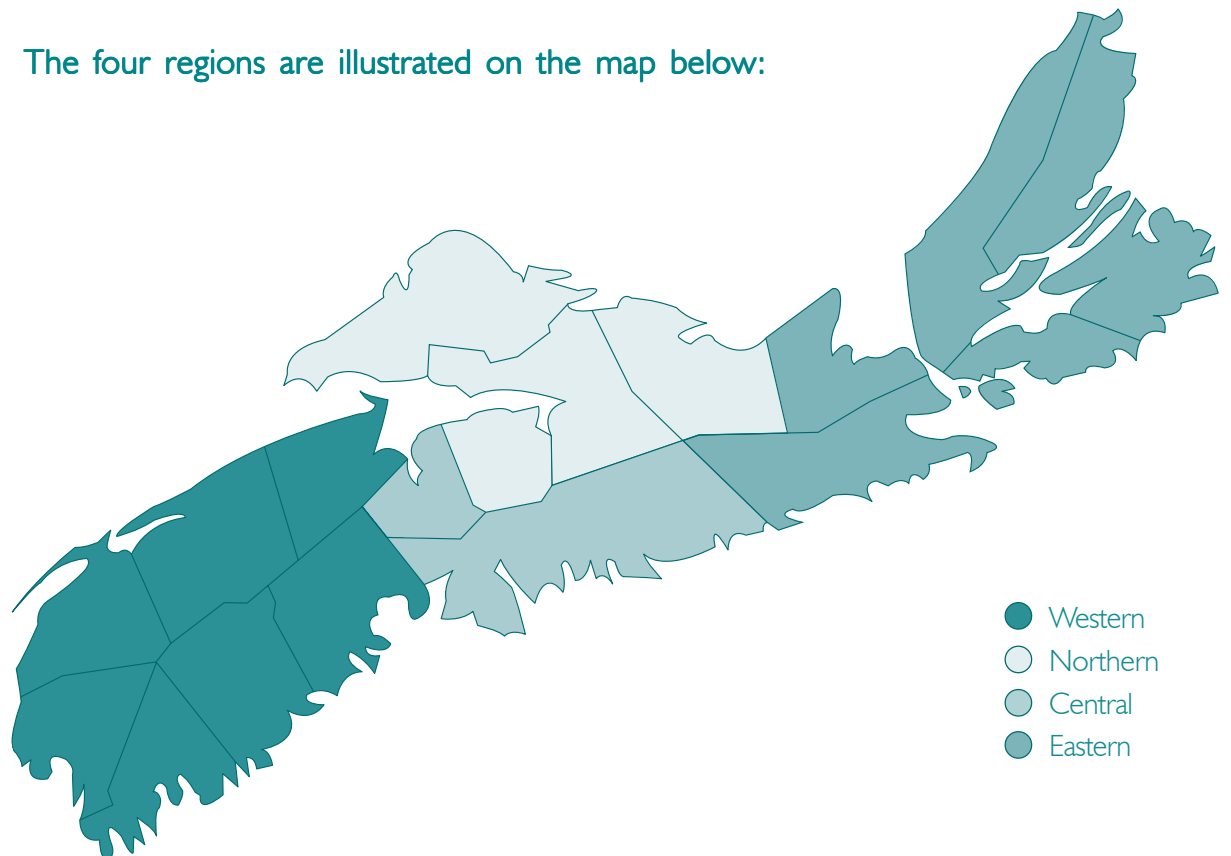 The four regions are illustrated on the map below:
Western
Northern
Central
Eastern